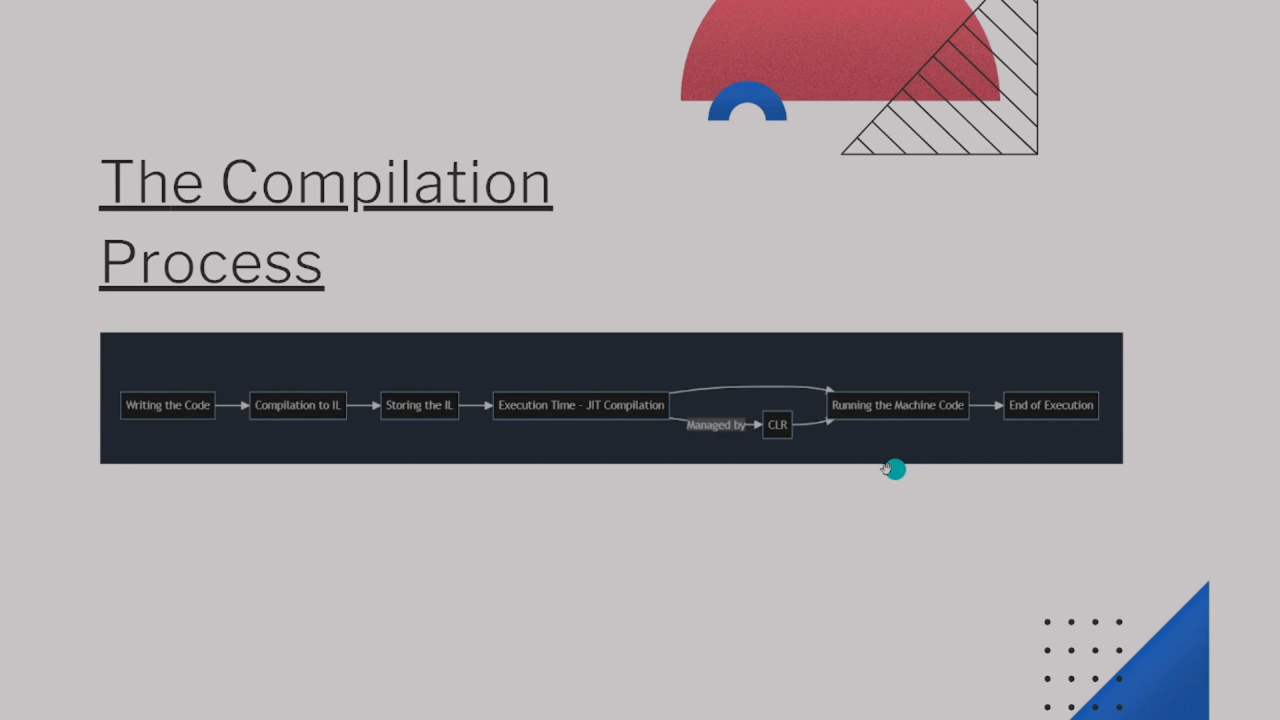 The Compilation
Process
Writing the Code
Compilation to IL
Storing the IL
Execution Time - JIT Compilation
Managed by
CLR
Running the Machine Code
End of Execution